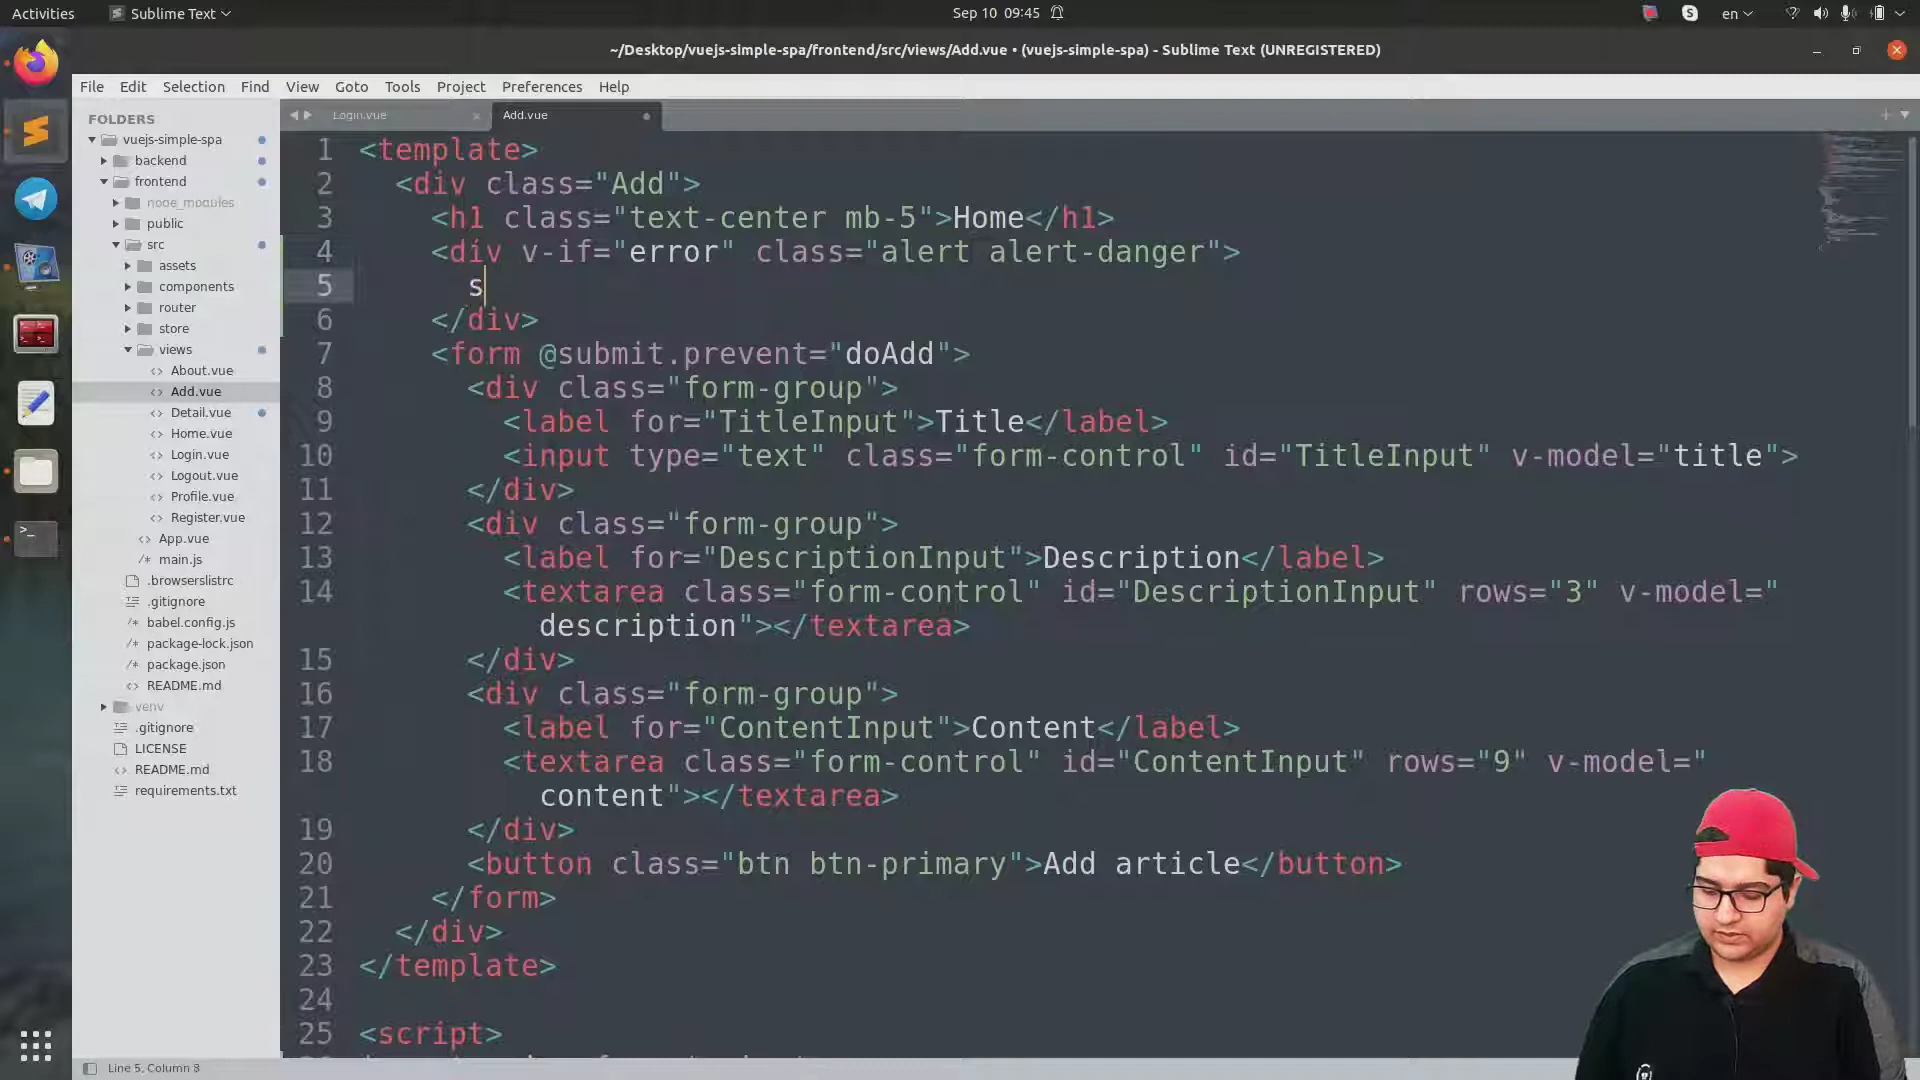 Activities
Sublime Text
Sep 10 09:45
en
~/Desktop/vuejs-simple-spa/frontend/src/views/Add.vue • (vuejs-simple-spa) - Sublime Text (UNREGISTERED)
File Edit Selection Find View Goto Tools Project Preferences Help
FOLDERS
vuejs-simple-spa
backend
frontend
node_modules
public
src
assets
components
router
store
views
About.vue
Add.vue
Detail.vue
Home.vue
Login.vue
Logout.vue
Profile.vue
Register.vue
App.vue
main.js
.browserslistrc
.gitignore
babel.config.js
package-lock.json
package.json
README.md
venv
.gitignore
LICENSE
README.md
requirements.txt
Login.vue
Add.vue
1 <template>
2 <div class="Add">
3 <h1 class="text-center mb-5">Home</h1>
4 <div v-if="error" class="alert alert-danger">
5 s
6 </div>
7 <form @submit.prevent="doAdd">
8 <div class="form-group">
9 <label for="TitleInput">Title</label>
10 <input type="text" class="form-control" id="TitleInput" v-model="title">
11 </div>
12 <div class="form-group">
13 <label for="DescriptionInput">Description</label>
14 <textarea class="form-control" id="DescriptionInput" rows="3" v-model="
description"></textarea>
15 </div>
16 <div class="form-group">
17 <label for="ContentInput">Content</label>
18 <textarea class="form-control" id="ContentInput" rows="9" v-model="
content"></textarea>
19 </div>
20 <button class="btn btn-primary">Add article</button>
21 </form>
22 </div>
23 </template>
24
25 <script>
Line 5, Column 8